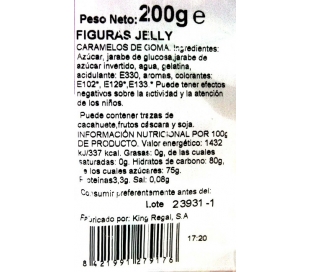 Peso Neto: 200g e
FIGURAS JELLY
CARAMELOS DE GOMA. Ingredientes:
Azúcar, jarabe de glucosa, jarabe de
azúcar invertido, agua, gelatina,
acidulante: E330, aromas, colorantes:
E102*, E129*, E133.* Puede tener efectos
negativos sobre la actividad y la atención
de los niños.
Puede contener trazas de
cacahuete, frutos cáscara y soja.
INFORMACIÓN NUTRICIONAL POR 100g
DE PRODUCTO. Valor energético: 1432
kJ/337 kcal. Grasas: 0g, de las cuales
saturadas: 0g. Hidratos de carbono: 80g,
de los cuales azúcares: 75g.
Proteínas3,3g, Sal: 0,08g
Consumir preferentemente antes del:
Lote 23931-1
Fabricado por: King Regal, S.A
17:20
8 421991 279176